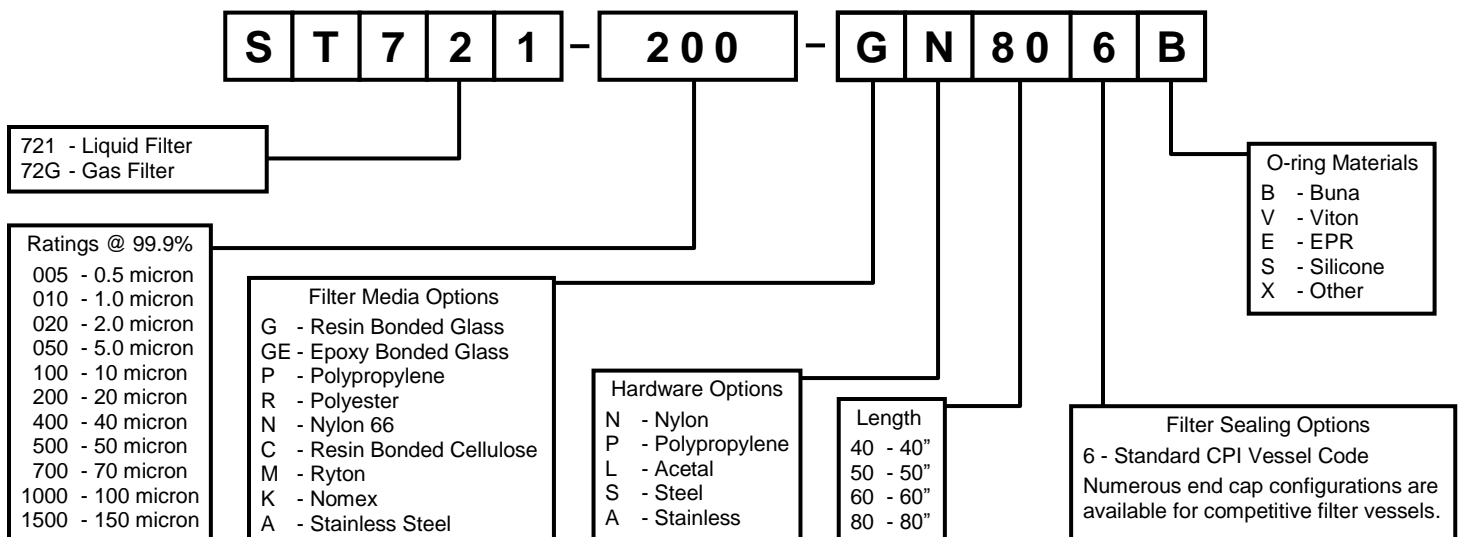 ST721-200-GN806B
721 - Liquid Filter
72G - Gas Filter
Ratings @ 99.9%
005 - 0.5 micron
010 - 1.0 micron
020 - 2.0 micron
050 - 5.0 micron
100 - 10 micron
200 - 20 micron
400 - 40 micron
500 - 50 micron
700 - 70 micron
1000 - 100 micron
1500 - 150 micron
Filter Media Options
G - Resin Bonded Glass
GE - Epoxy Bonded Glass
P - Polypropylene
R - Polyester
N - Nylon 66
C - Resin Bonded Cellulose
M - Ryton
K - Nomex
A - Stainless Steel
Hardware Options
N - Nylon
P - Polypropylene
L - Acetal
S - Steel
A - Stainless
Length
40 - 40”
50 - 50”
60 - 60”
80 - 80”
Filter Sealing Options
6 - Standard CPI Vessel Code
Numerous end cap configurations are
available for competitive filter vessels.
O-ring Materials
B - Buna
V - Viton
E - EPR
S - Silicone
X - Other